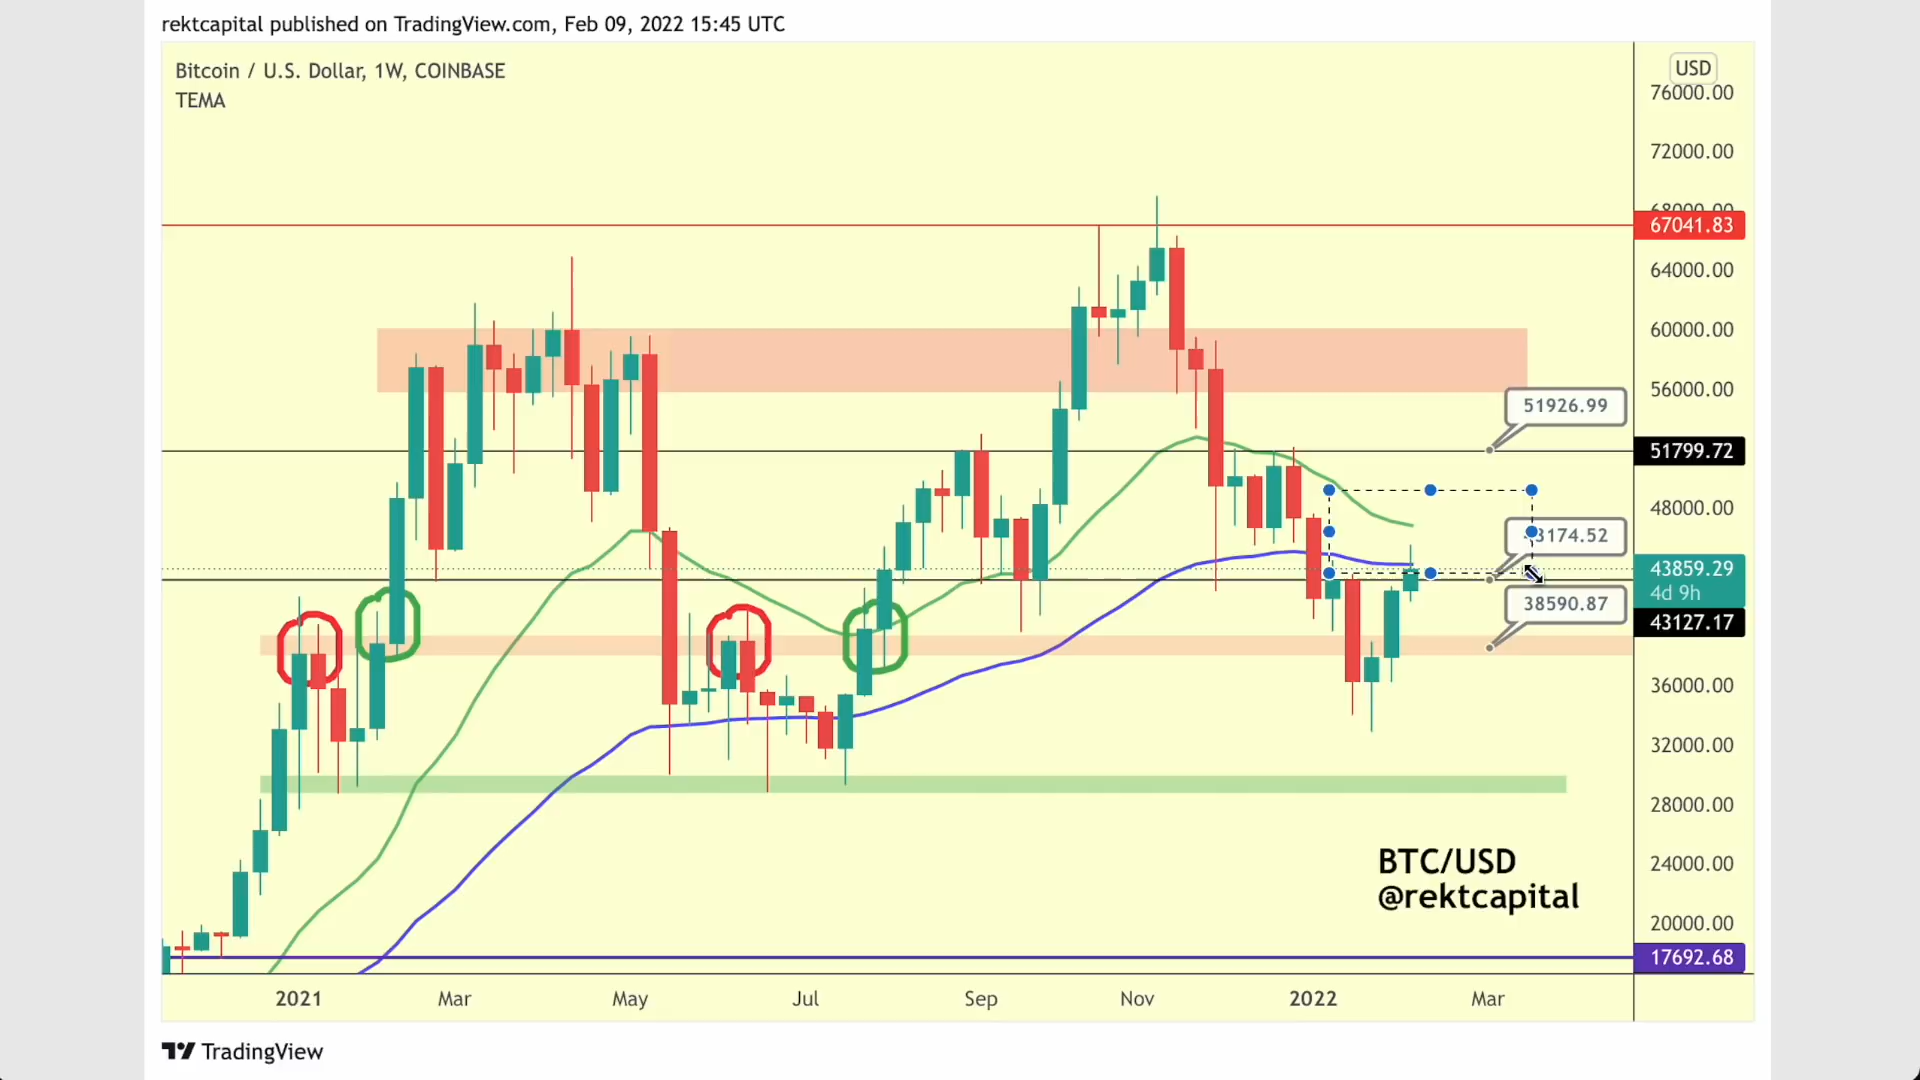 rektcapital published on TradingView.com, Feb 09, 2022 15:45 UTC
Bitcoin / U.S. Dollar, 1W, COINBASE
TEMA
USD
76000.00
72000.00
68000.00
67041.83
64000.00
60000.00
56000.00
51926.99
51799.72
48000.00
3174.52
43859.29
4d 9h
38590.87
43127.17
36000.00
32000.00
28000.00
24000.00
BTC/USD
@rektcapital
20000.00
17692.68
2021 Mar May Jul Sep Nov 2022 Mar
TradingView